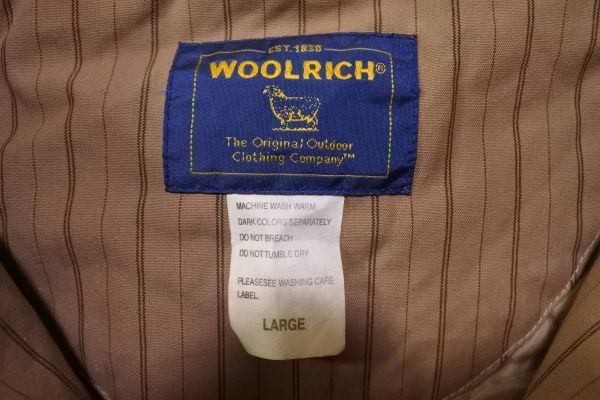 EST. 1830
WOOLRICH®
The Original Outdoor
Clothing Company™
MACHINE WASH WARM
DARK COLORS SEPARATELY
DO NOT BREACH
DO NOT TUMBLE DRY
PLEASESEE WASHING CARE
LABEL.
LARGE